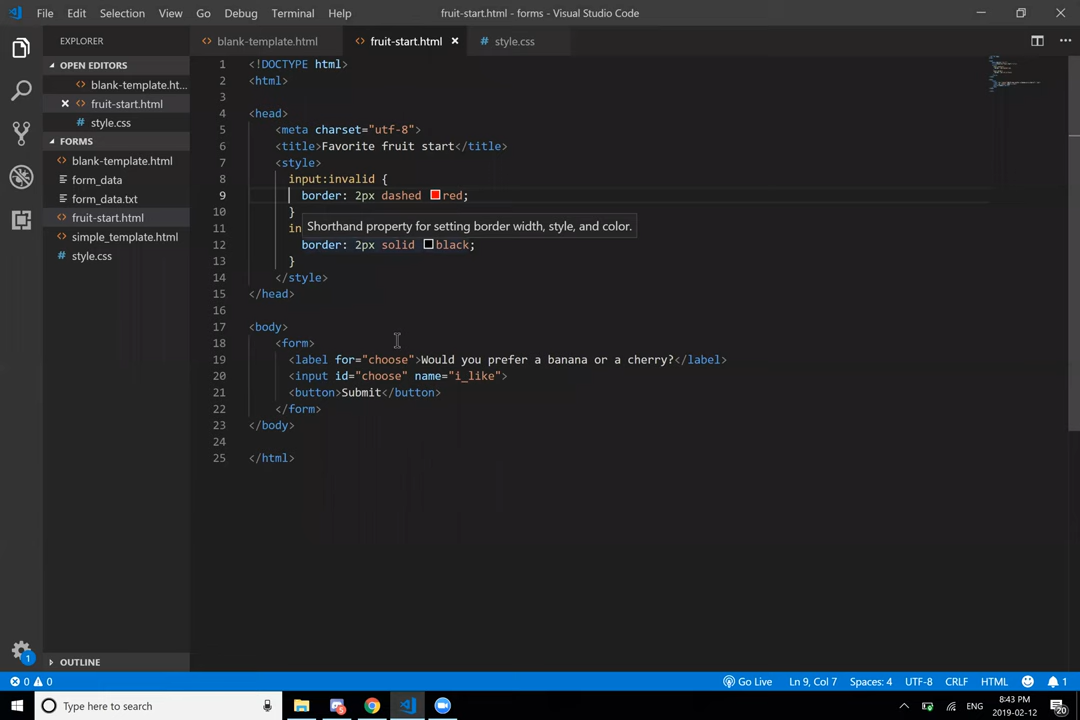 File Edit Selection View Go Debug Terminal Help
fruit-start.html - forms - Visual Studio Code
EXPLORER
blank-template.html
fruit-start.html
style.css
OPEN EDITORS
blank-template.ht...
fruit-start.html
style.css
FORMS
blank-template.html
form_data
form_data.txt
fruit-start.html
simple_template.html
style.css
OUTLINE
1 <!DOCTYPE html>
2 <html>
3
4 <head>
5 <meta charset="utf-8">
6 <title>Favorite fruit start</title>
7 <style>
8 input:invalid {
9 border: 2px dashed red;
10 }
Shorthand property for setting border width, style, and color.
11 in
12 border: 2px solid black;
13 }
14 </style>
15 </head>
16
17 <body>
18 <form>
19 <label for="choose">Would you prefer a banana or a cherry?</label>
20 <input id="choose" name="i_like">
21 <button>Submit</button>
22 </form>
23 </body>
24
25 </html>
1
0 0
Go Live
Ln 9, Col 7
Spaces: 4
UTF-8
CRLF
HTML
1
Type here to search
ENG
8:43 PM
2019-02-12
20